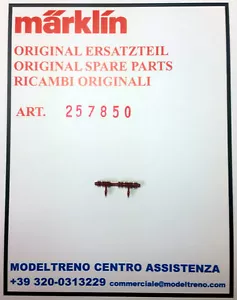 märklin
ORIGINAL ERSATZTEIL
ORIGINAL SPARE PARTS
RICAMBI ORIGINALI
ART. 257850
MODELTRENO CENTRO ASSISTENZA
+39 320-0313229 commerciale@modeltreno.com